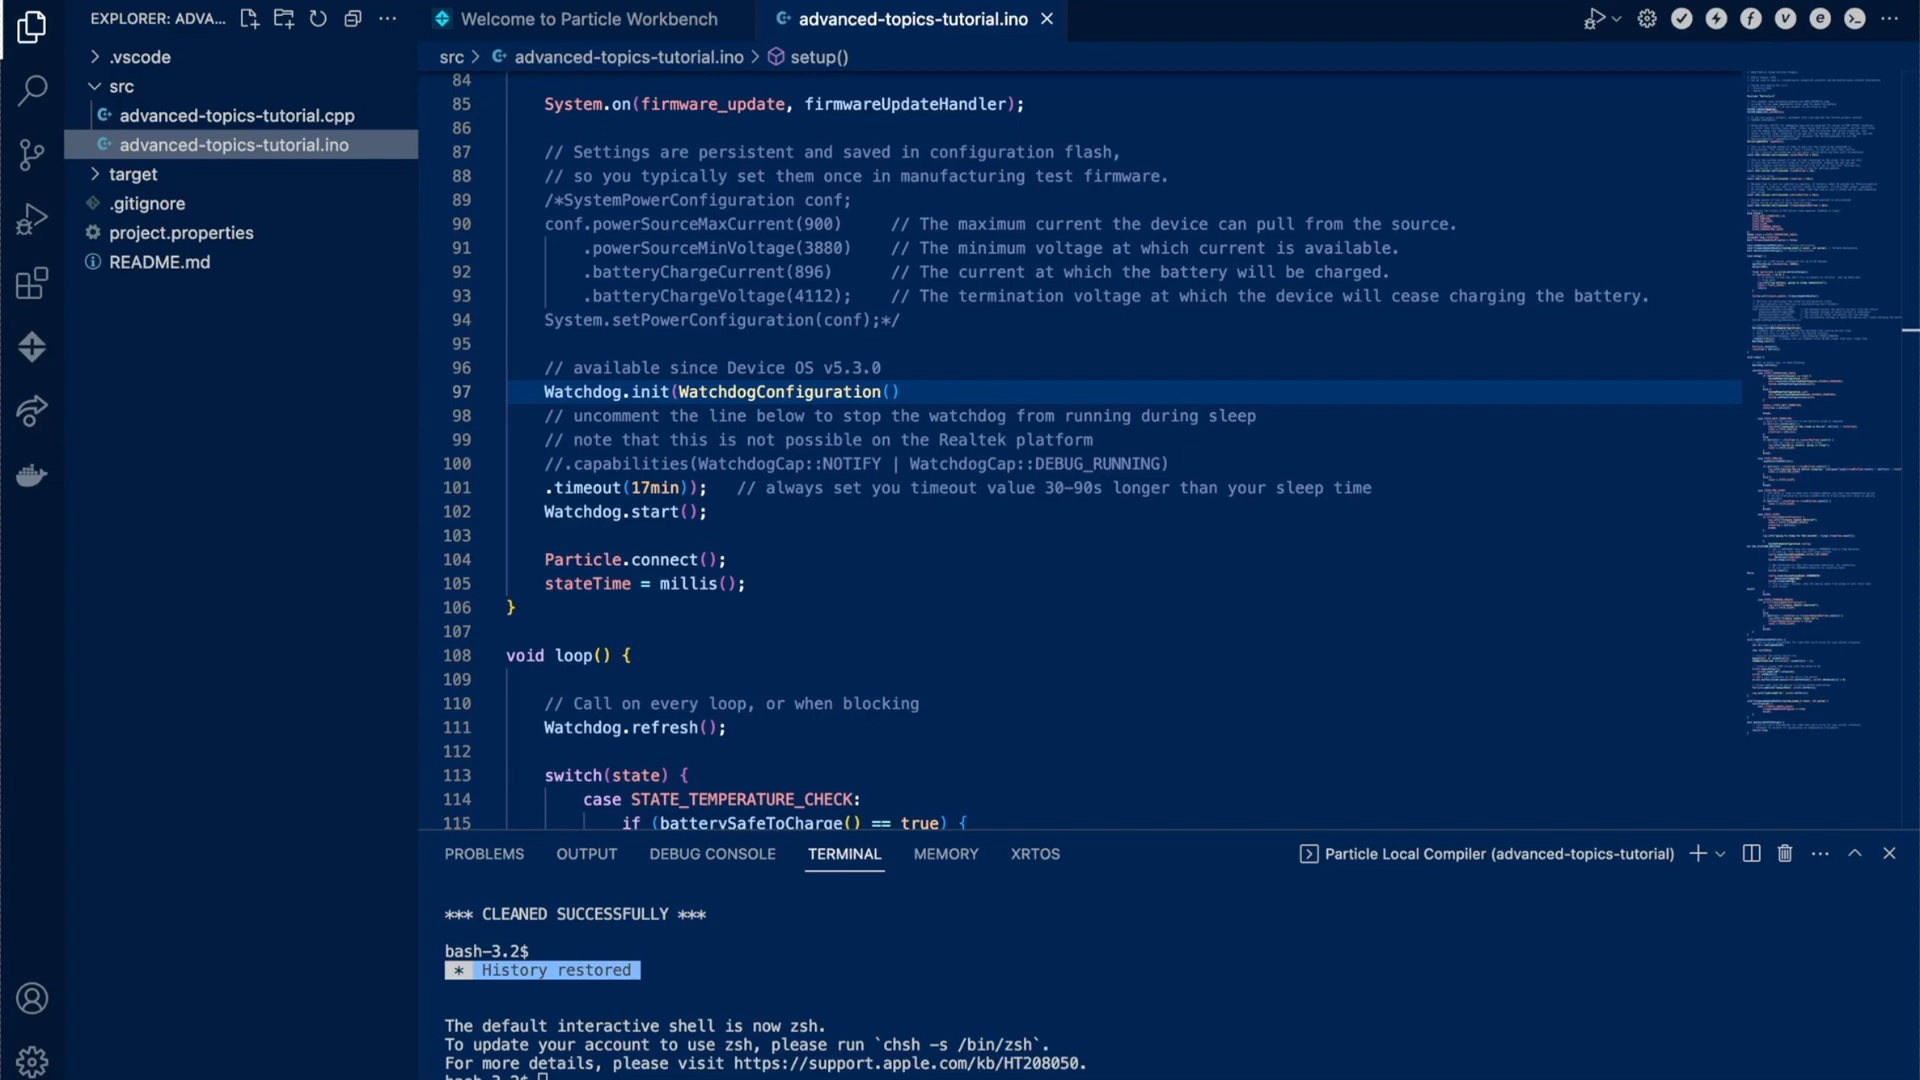 EXPLORER: ADVA...
Welcome to Particle Workbench
advanced-topics-tutorial.ino
src > advanced-topics-tutorial.ino > setup()
.vscode
src
advanced-topics-tutorial.cpp
advanced-topics-tutorial.ino
target
.gitignore
project.properties
README.md
84
85 System.on(firmware_update, firmwareUpdateHandler);
86
87 // Settings are persistent and saved in configuration flash,
88 // so you typically set them once in manufacturing test firmware.
89 /*SystemPowerConfiguration conf;
90 conf.powerSourceMaxCurrent(900) // The maximum current the device can pull from the source.
91 .powerSourceMinVoltage(3880) // The minimum voltage at which current is available.
92 .batteryChargeCurrent(896) // The current at which the battery will be charged.
93 .batteryChargeVoltage(4112); // The termination voltage at which the device will cease charging the battery.
94 System.setPowerConfiguration(conf);*/
95
96 // available since Device OS v5.3.0
97 Watchdog.init(WatchdogConfiguration()
98 // uncomment the line below to stop the watchdog from running during sleep
99 // note that this is not possible on the Realtek platform
100 //.capabilities(WatchdogCap::NOTIFY | WatchdogCap::DEBUG_RUNNING)
101 .timeout(17min)); // always set you timeout value 30-90s longer than your sleep time
102 Watchdog.start();
103
104 Particle.connect();
105 stateTime = millis();
106 }
107
108 void loop() {
109
110 // Call on every loop, or when blocking
111 Watchdog.refresh();
112
113 switch(state) {
114 case STATE_TEMPERATURE_CHECK:
115 if (batterySafeToCharge() == true) {
PROBLEMS OUTPUT DEBUG CONSOLE TERMINAL MEMORY XRTOS
Particle Local Compiler (advanced-topics-tutorial)
*** CLEANED SUCCESSFULLY ***
bash-3.2$
* History restored
The default interactive shell is now zsh.
To update your account to use zsh, please run `chsh -s /bin/zsh`.
For more details, please visit https://support.apple.com/kb/HT208050.
bash-3.2$